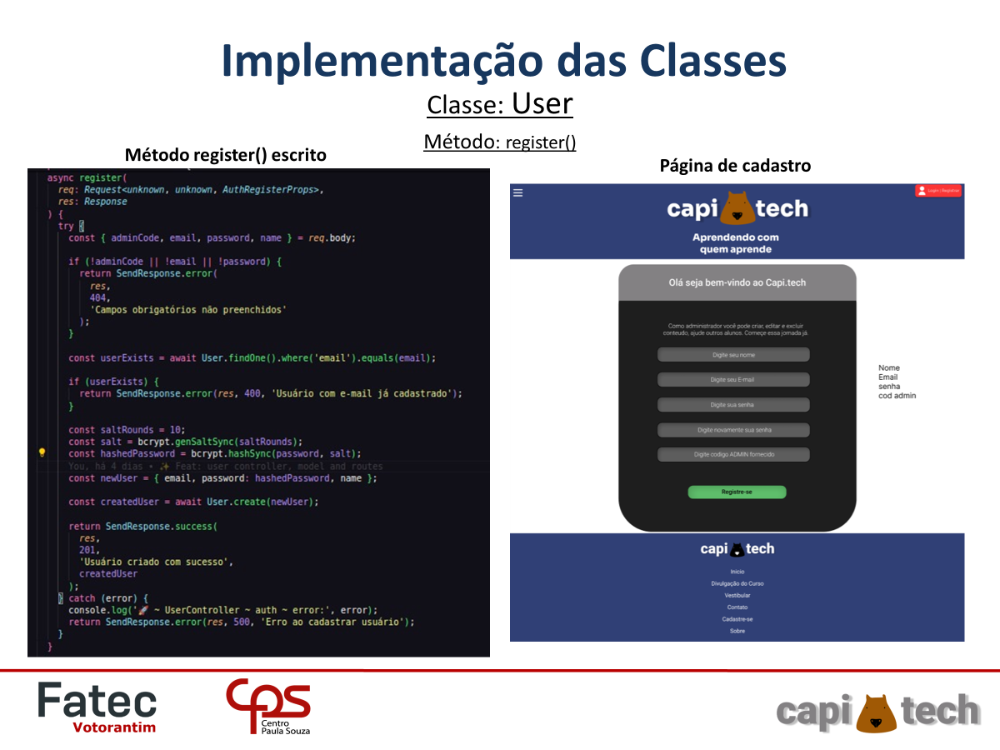 Implementação das Classes
Classe: User
Método: register()
Método register() escrito
async register(
req: Request<unknown, unknown, AuthRegisterProps>,
res: Response
) {
try {
const { adminCode, email, password, name } = req.body;
if (!adminCode || !email || !password) {
return SendResponse.error(
res,
404,
'Campos obrigatórios não preenchidos'
);
}
const userExists = await User.findOne().where('email').equals(email);
if (userExists) {
return SendResponse.error(res, 400, 'Usuário com e-mail já cadastrado');
}
const saltRounds = 10;
const salt = bcrypt.genSaltSync(saltRounds);
const hashedPassword = bcrypt.hashSync(password, salt);
You, há 4 dias • ✨ Feat: user controller, model and routes
const newUser = { email, password: hashedPassword, name };
const createdUser = await User.create(newUser);
return SendResponse.success(
res,
201,
'Usuário criado com sucesso',
createdUser
);
} catch (error) {
console.log('🚀 ~ UserController ~ auth ~ error:', error);
return SendResponse.error(res, 500, 'Erro ao cadastrar usuário');
}
}
Página de cadastro
Login | Registrar
capi tech
Aprendendo com
quem aprende
Olá seja bem-vindo ao Capi.tech
Como administrador você pode criar, editar e excluir
conteudo, ajude outros alunos. Começe essa jornada já.
Digite seu nome
Digite seu E-mail
Digite sua senha
Digite novamente sua senha
Digite codigo ADMIN fornecido
Registre-se
Nome
Email
senha
cod admin
capi tech
Inicio
Divulgação do Curso
Vestibular
Contato
Cadastre-se
Sobre
Fatec
Votorantim
cps
Centro
Paula Souza
capi tech